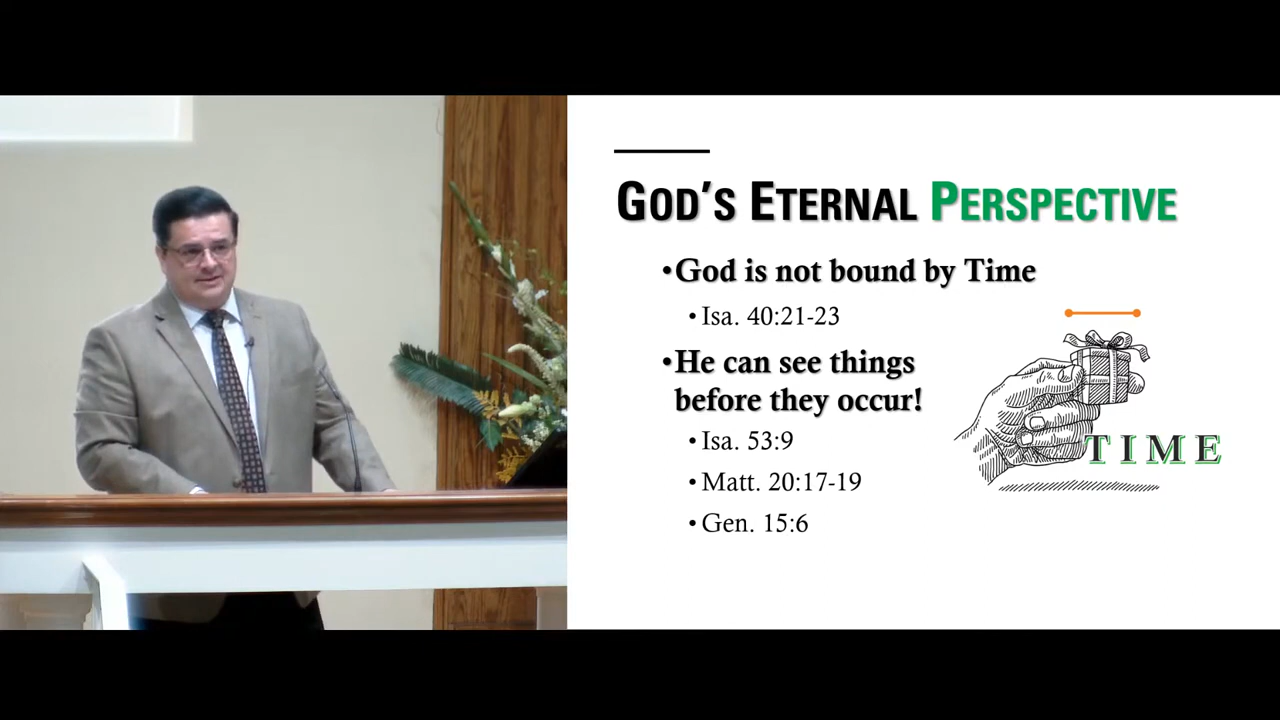 GOD'S ETERNAL PERSPECTIVE
•God is not bound by Time
•Isa. 40:21-23
•He can see things
before they occur!
•Isa. 53:9
•Matt. 20:17-19
•Gen. 15:6
TIME